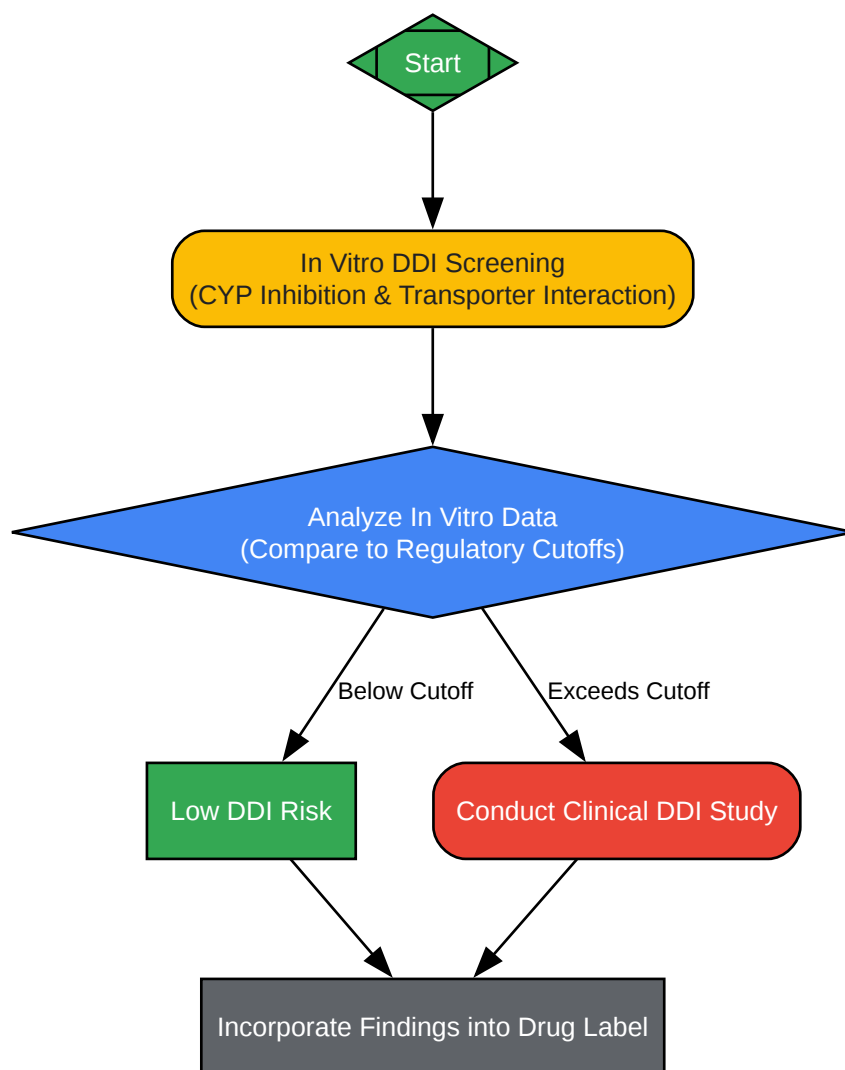 Start
In Vitro DDI Screening
(CYP Inhibition & Transporter Interaction)
Analyze In Vitro Data
(Compare to Regulatory Cutoffs)
Below Cutoff
Exceeds Cutoff
Low DDI Risk
Conduct Clinical DDI Study
Incorporate Findings into Drug Label